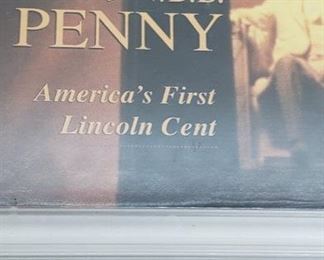 V.D.B.
PENNY
America's First
Lincoln Cent